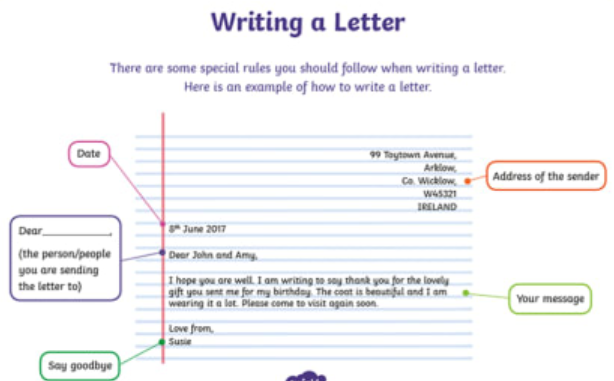 Writing a Letter
There are some special rules you should follow when writing a letter.
Here is an example of how to write a letter.
Date
99 Toytown Avenue,
Arklow,
Co. Wicklow,
W45321
IRELAND
Address of the sender
8th June 2017
Dear____________,
(the person/people
you are sending
the letter to)
Dear John and Amy,
I hope you are well. I am writing to say thank you for the lovely
gift you sent me for my birthday. The coat is beautiful and I am
wearing it a lot. Please come to visit again soon.
Your message
Love from,
Susie
Say goodbye